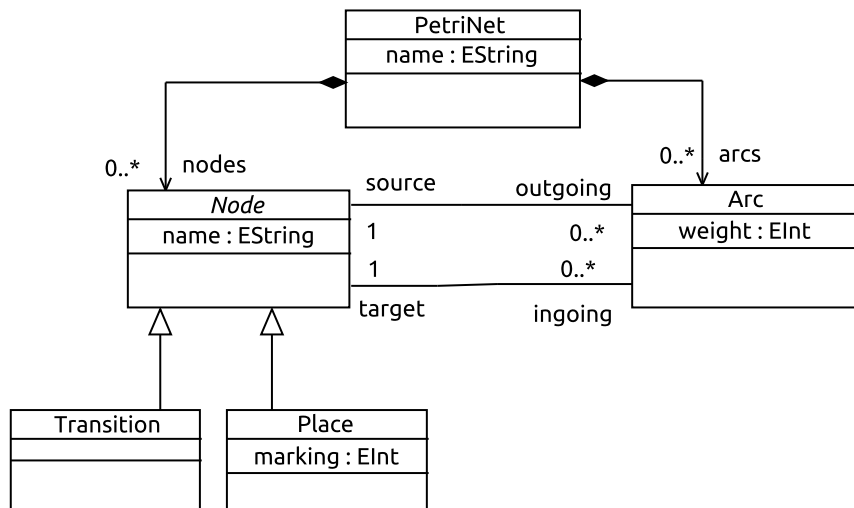 PetriNet
name : EString
0..*
nodes
0..*
arcs
source
outgoing
Node
name : EString
Arc
weight : EInt
1
0..*
1
0..*
target
ingoing
Transition
Place
marking : EInt